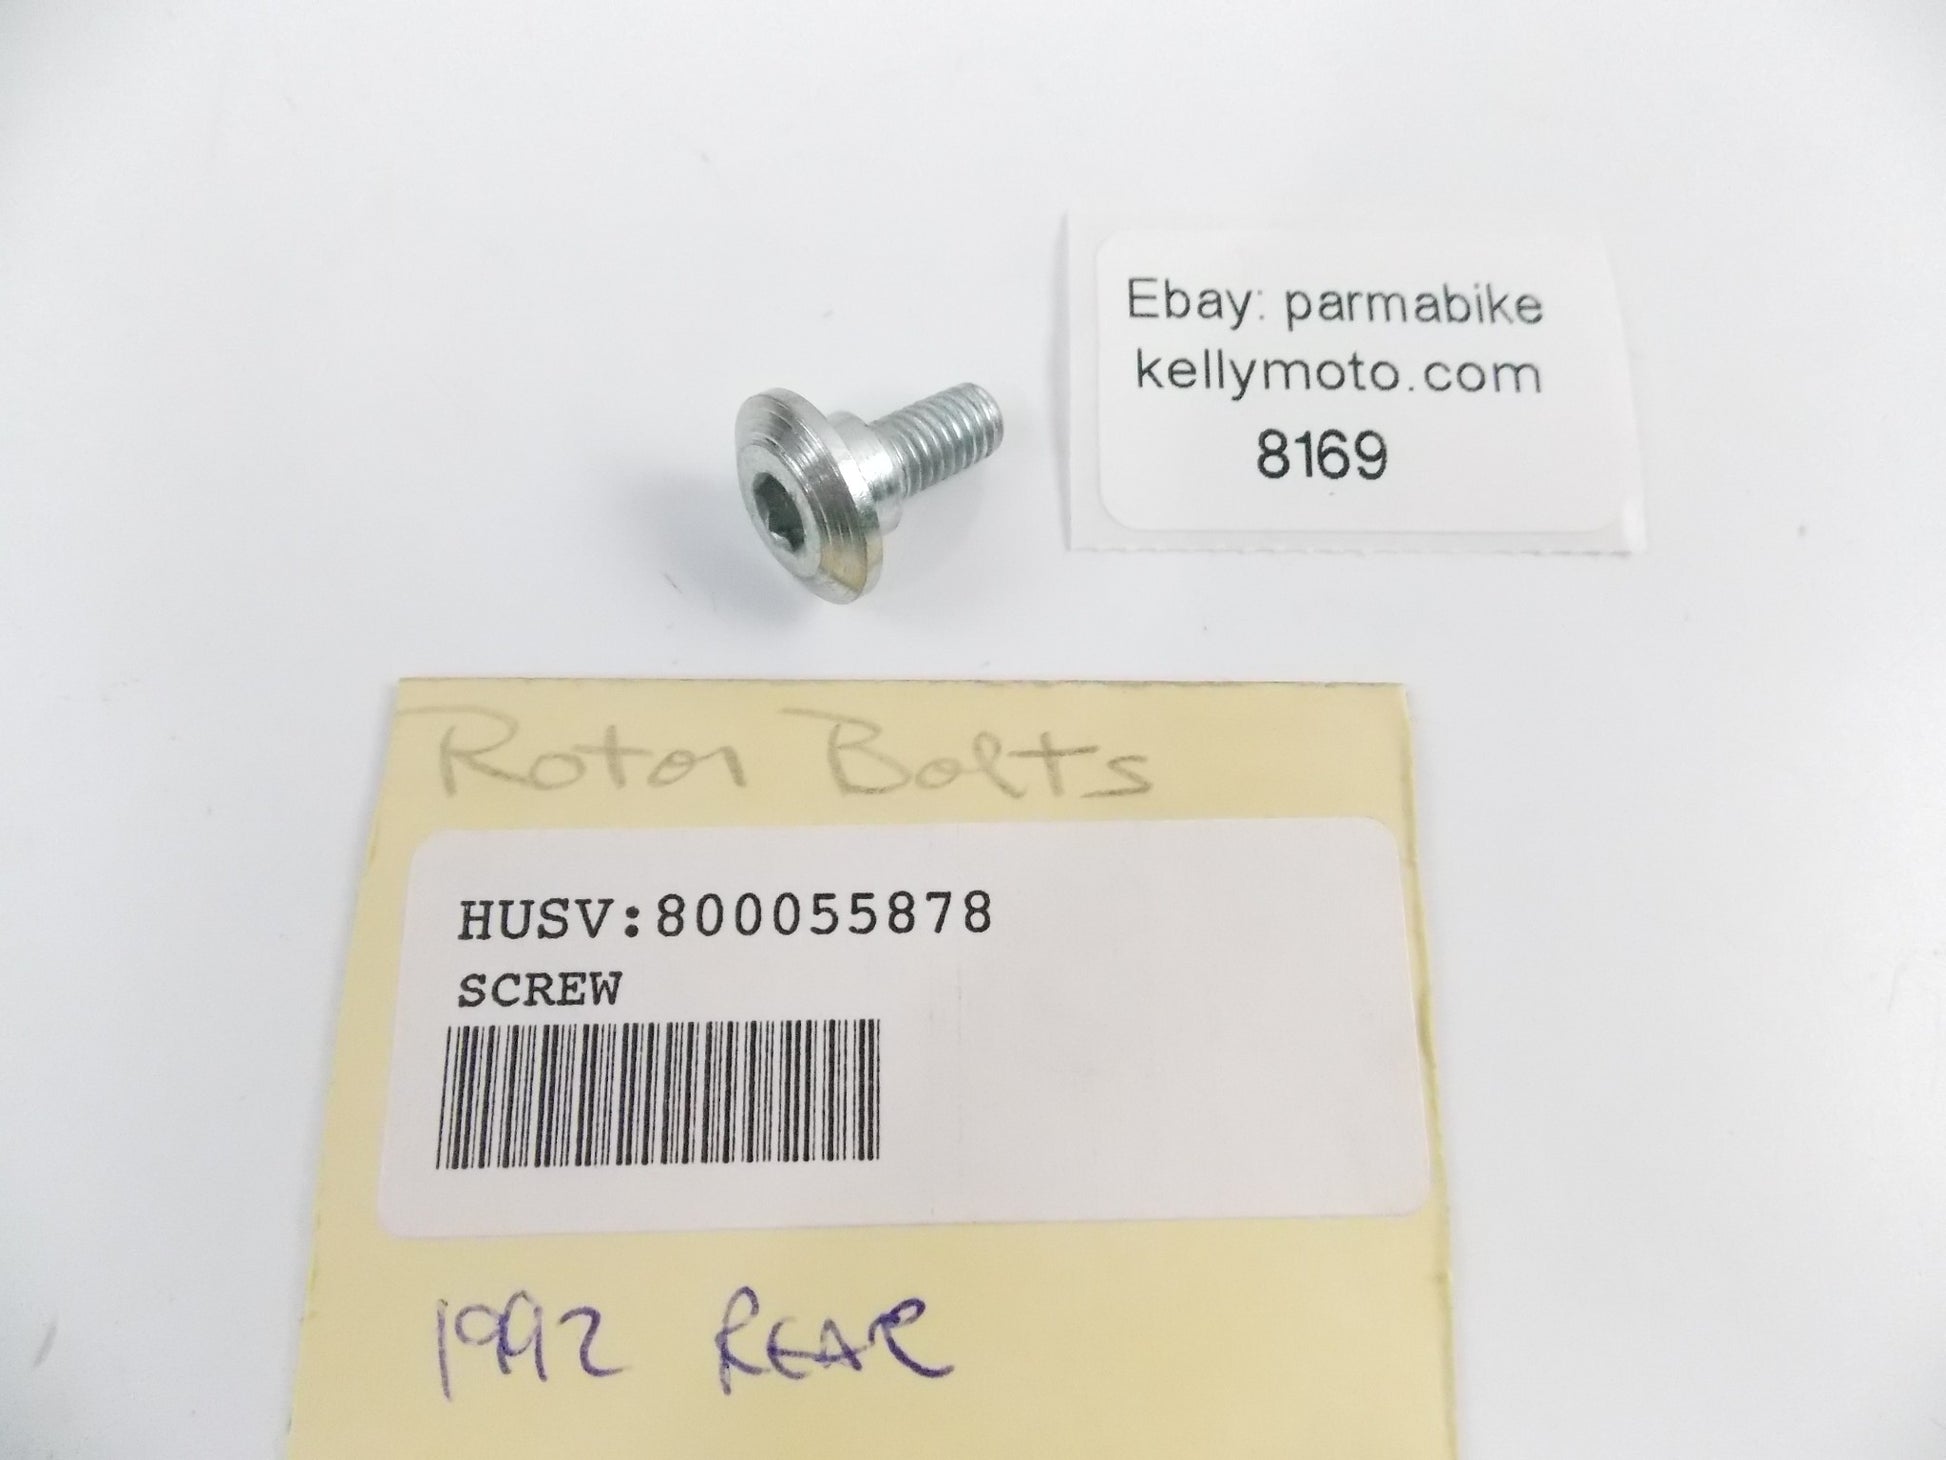 Ebay: parmabike
kellymoto.com
8169
Rotor Bolts
HUSV:800055878
SCREW
1992 REAR